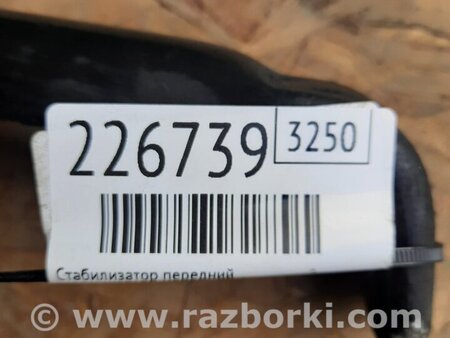 226739 3250
Стабилизатор передний
© www.razborki.com